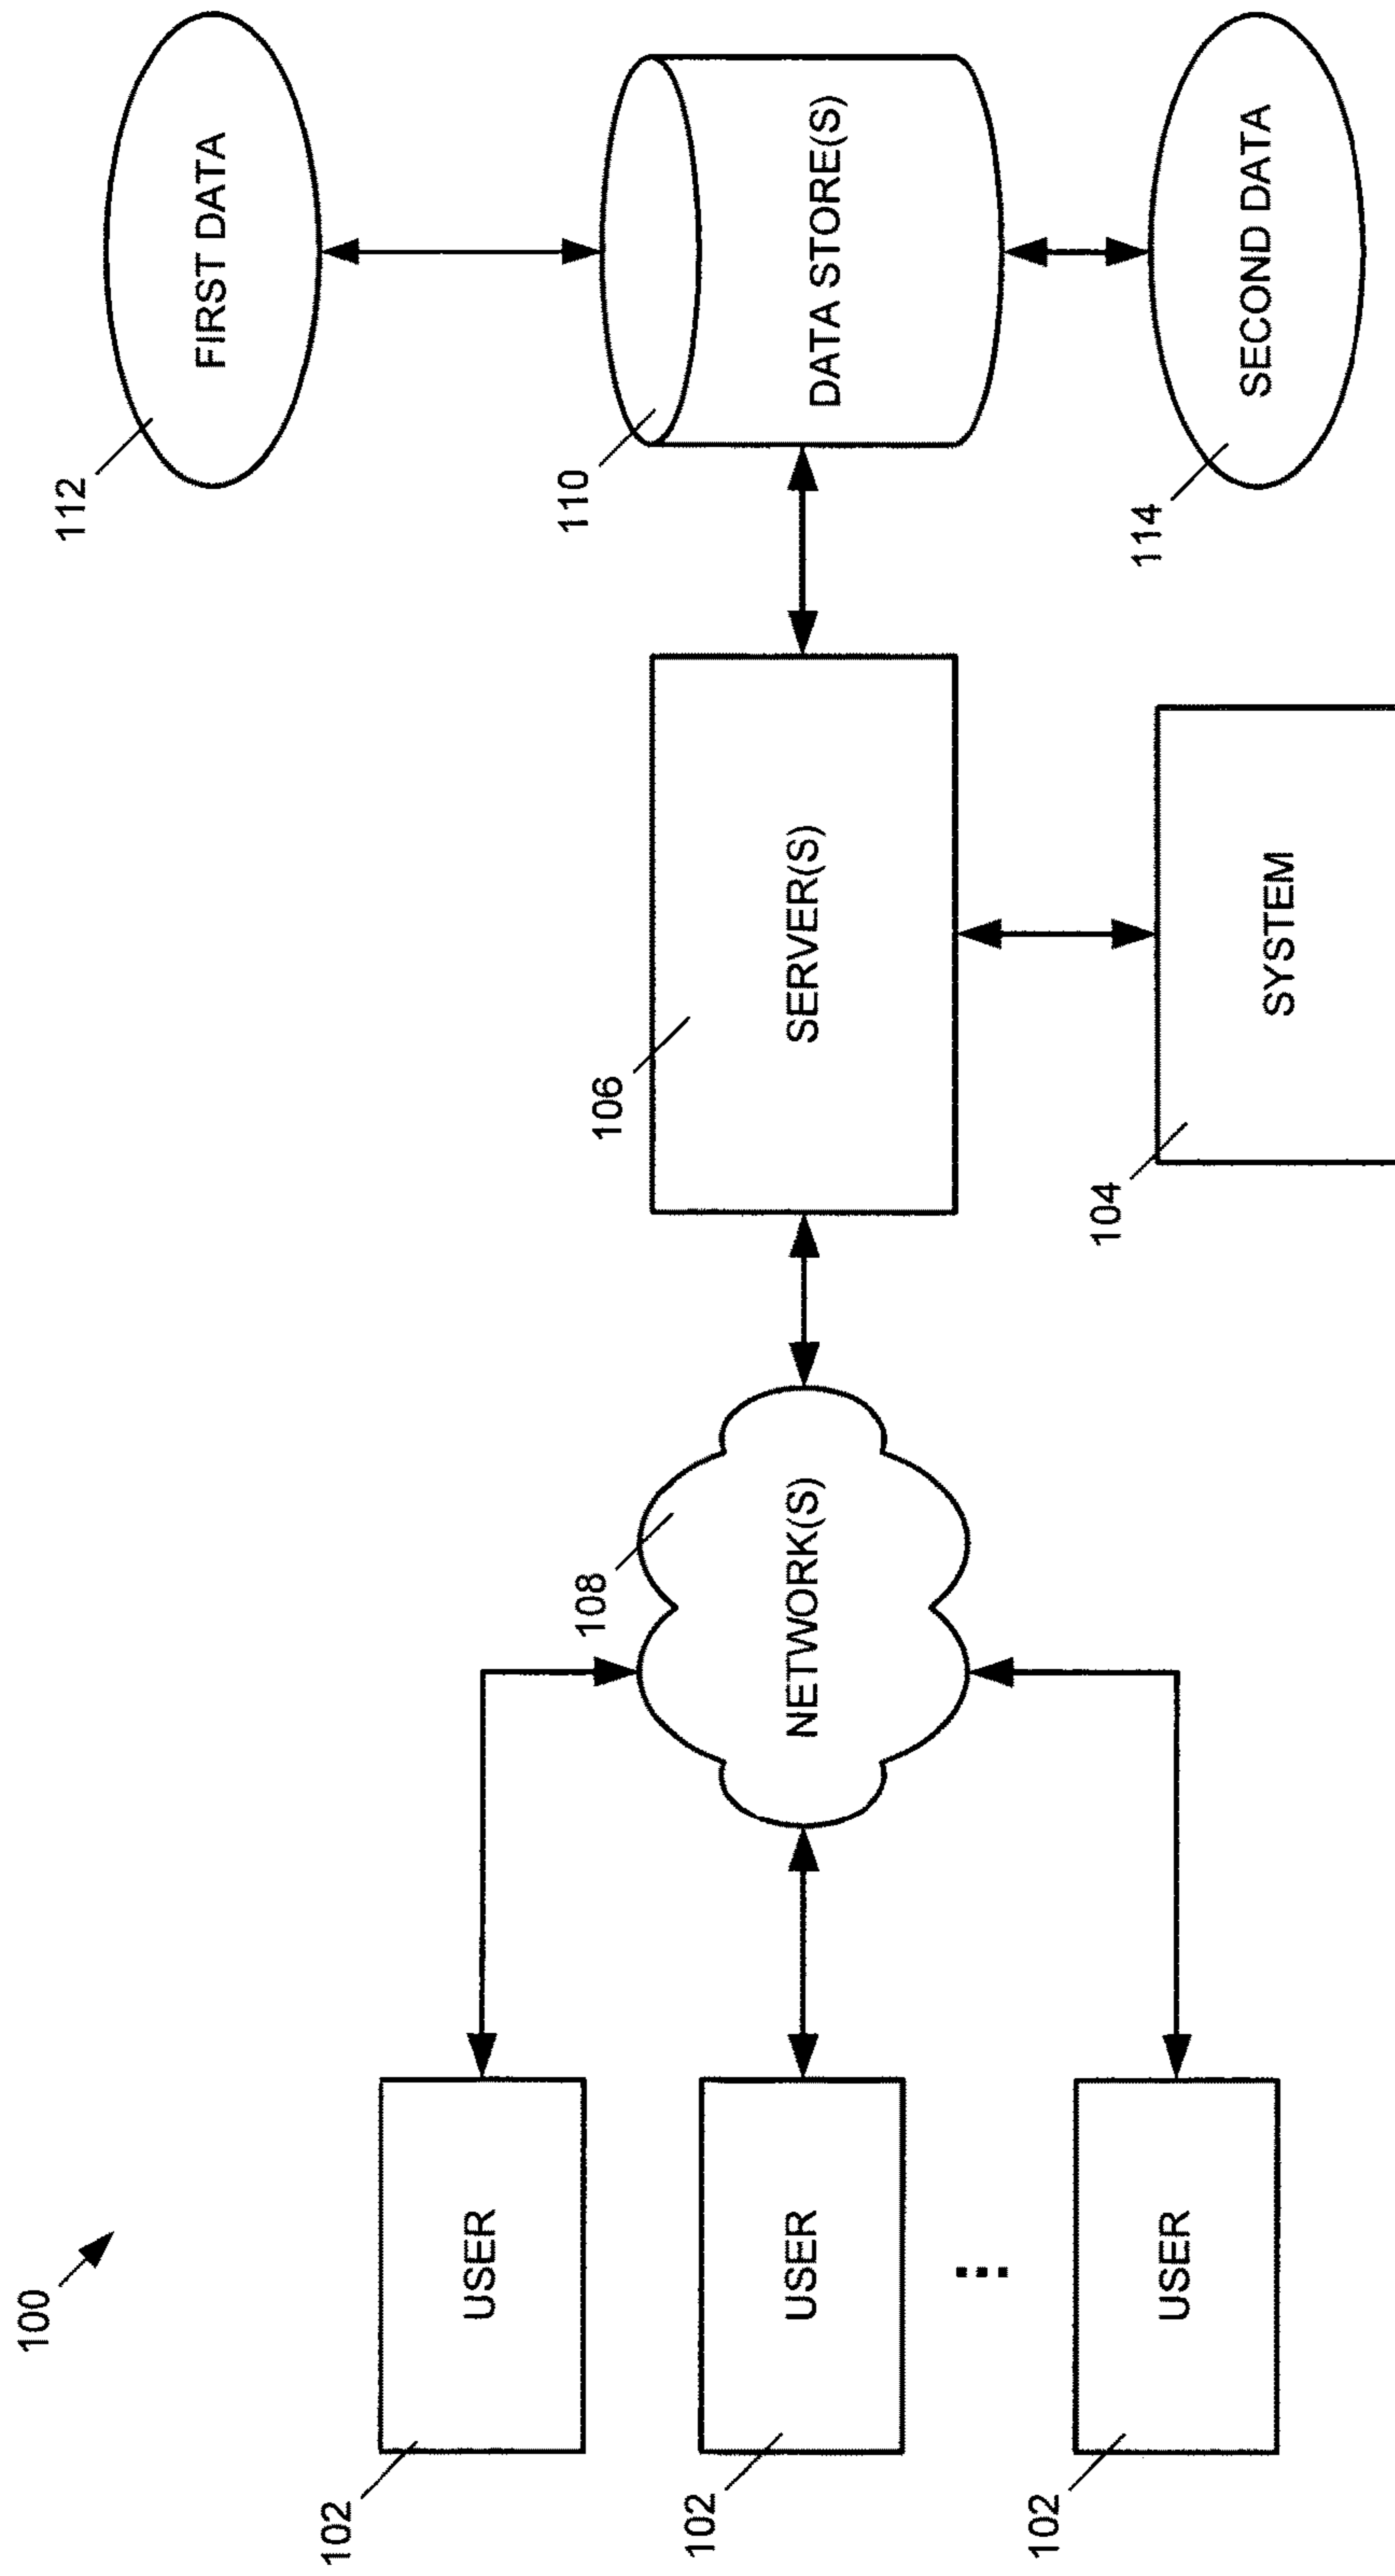 100
102
USER
102
USER
...
102
USER
108
NETWORK(S)
106
SERVER(S)
104
SYSTEM
112
FIRST DATA
110
DATA STORE(S)
114
SECOND DATA